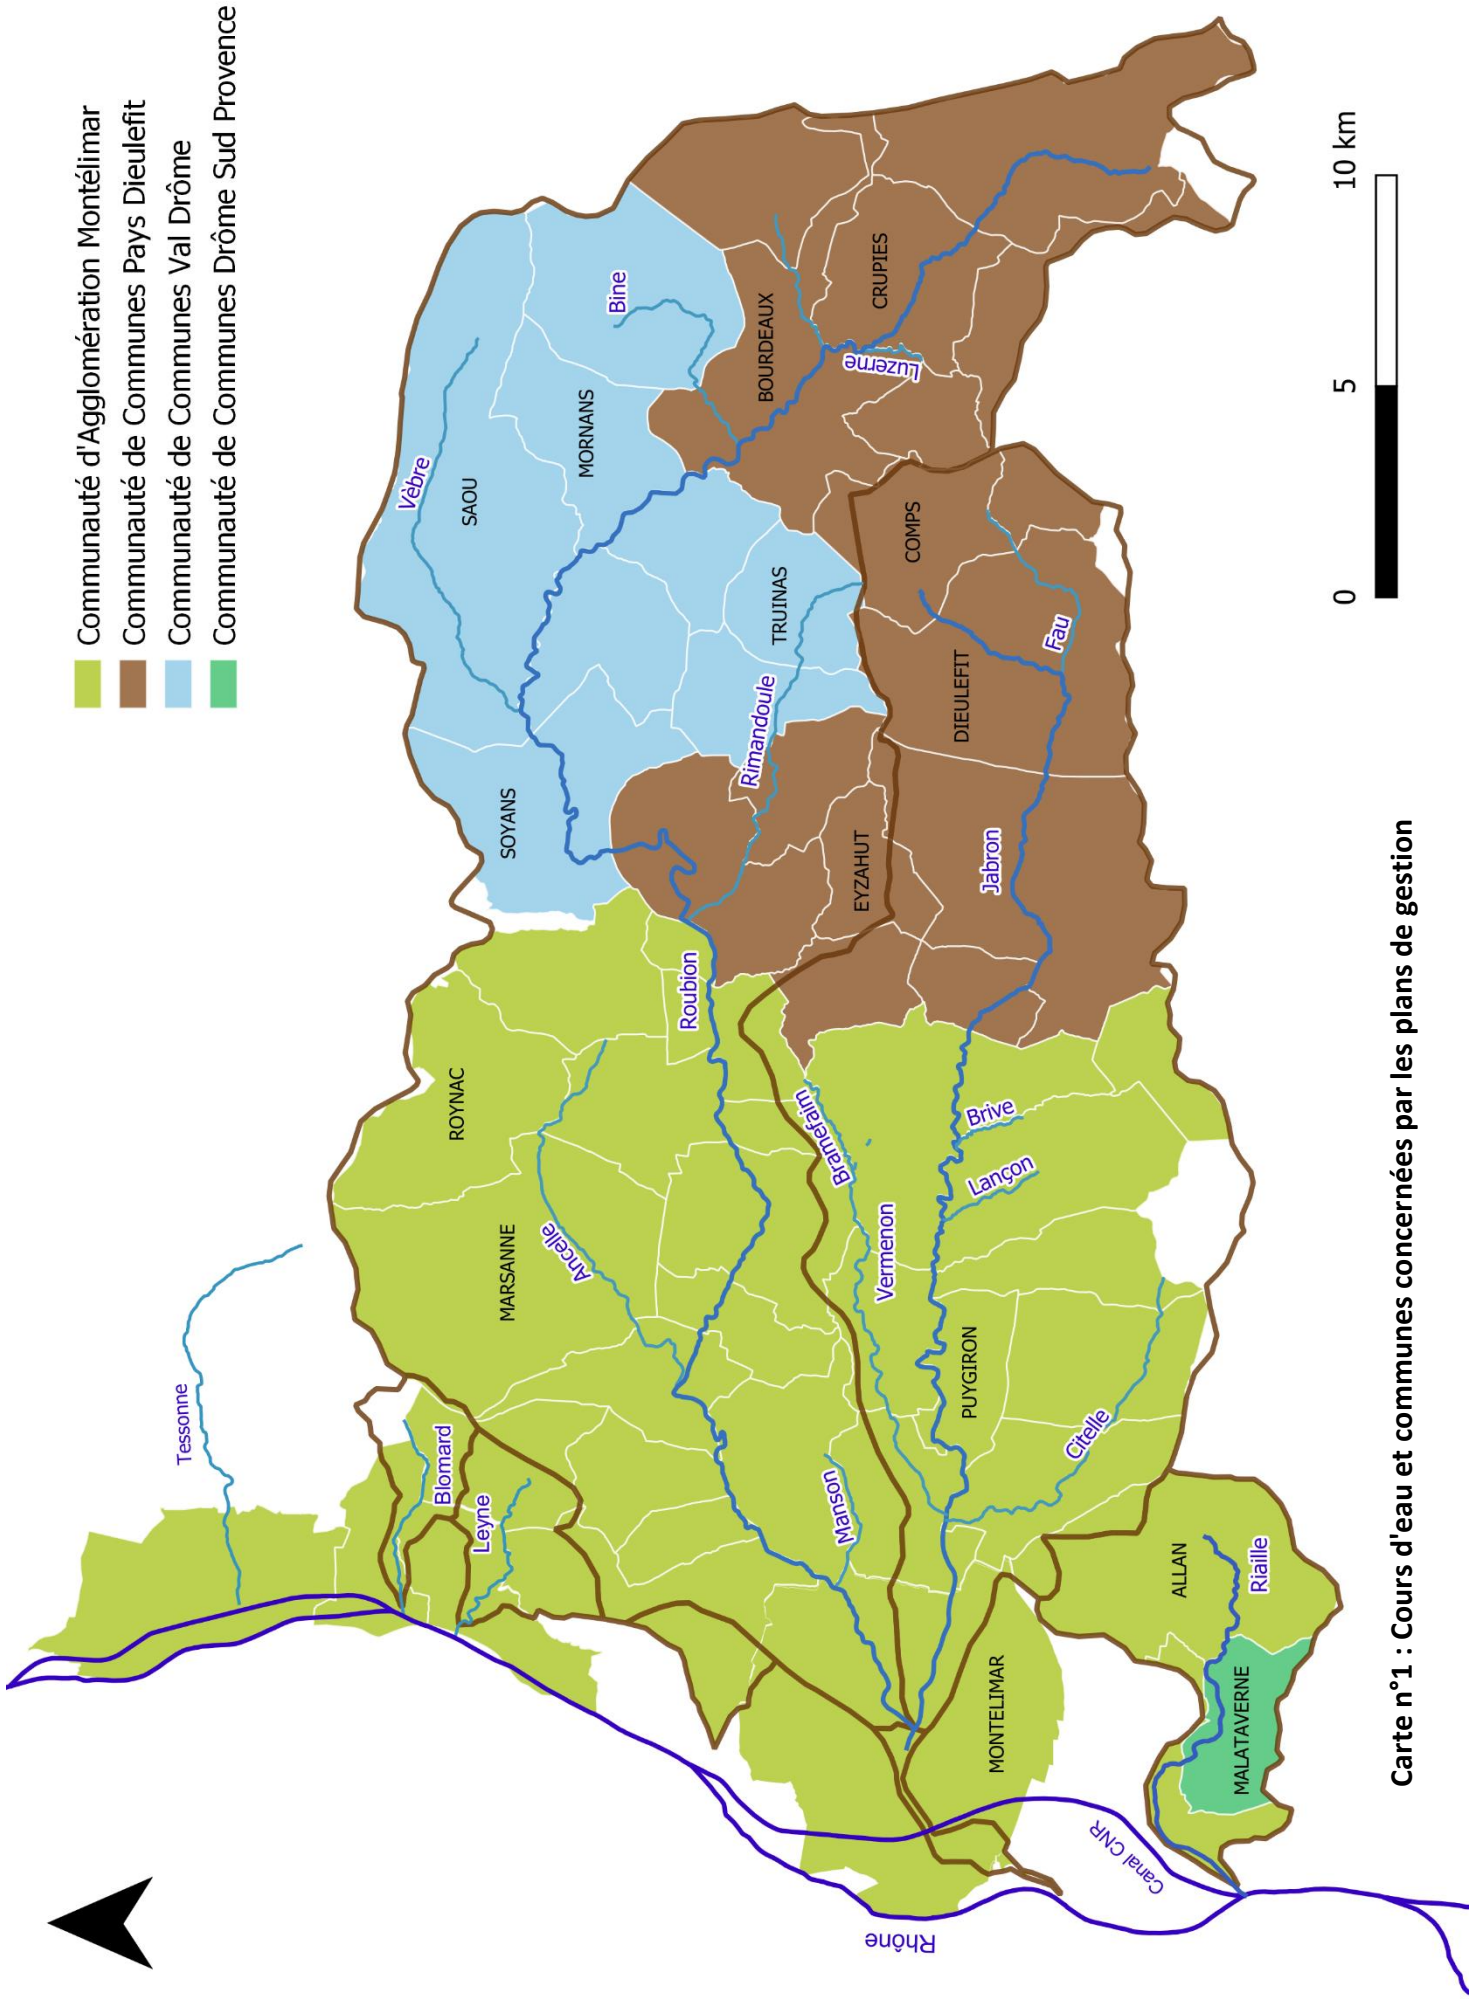 Communauté d'Agglomération Montélimar
Communauté de Communes Pays Dieulefit
Communauté de Communes Val Drôme
Communauté de Communes Drôme Sud Provence
Tessonne
Blomard
Leyne
MARSANNE
Ancelle
ROYNAC
Roubion
SOYANS
Vèbre
SAOU
MORNANS
Bine
BOURDEAUX
CRUPIES
Luzerne
TRUINAS
Rimandoule
COMPS
DIEULEFIT
Fau
EYZAHUT
Jabron
Bramefaim
Vermenon
Brive
Lançon
PUYGIRON
Citelle
Manson
MONTELIMAR
ALLAN
Riaille
MALATAVERNE
Canal CNR
Rhône
0 5 10 km
Carte n°1 : Cours d'eau et communes concernées par les plans de gestion